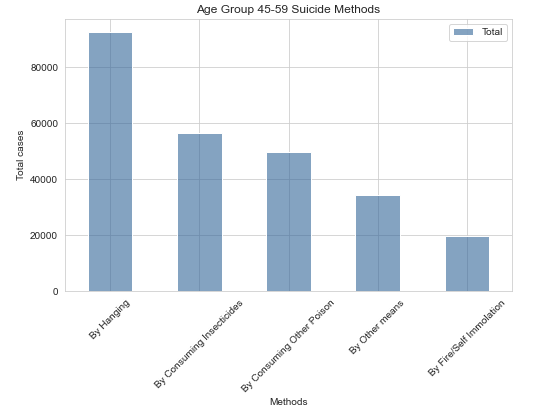 Age Group 45-59 Suicide Methods
Total
80000
60000
40000
20000
0
Total cases
By Hanging
By Consuming Insecticides
By Consuming Other Poison
By Other means
By Fire/Self Immolation
Methods